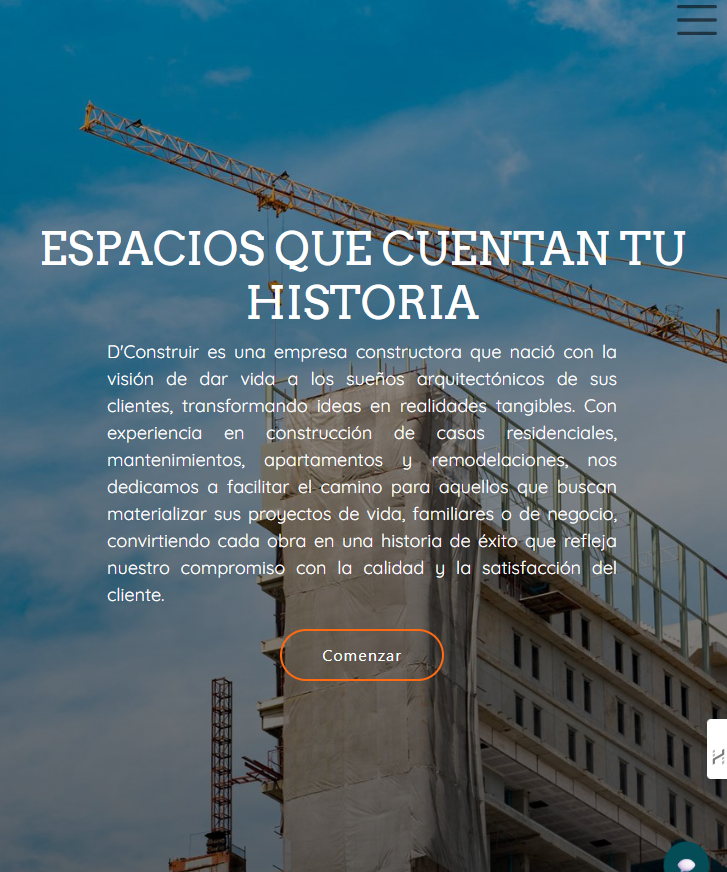 ESPACIOS QUE CUENTAN TU
HISTORIA
D'Construir es una empresa constructora que nació con la
visión de dar vida a los sueños arquitectónicos de sus
clientes, transformando ideas en realidades tangibles. Con
experiencia en construcción de casas residenciales,
mantenimientos, apartamentos y remodelaciones, nos
dedicamos a facilitar el camino para aquellos que buscan
materializar sus proyectos de vida, familiares o de negocio,
convirtiendo cada obra en una historia de éxito que refleja
nuestro compromiso con la calidad y la satisfacción del
cliente.
Comenzar